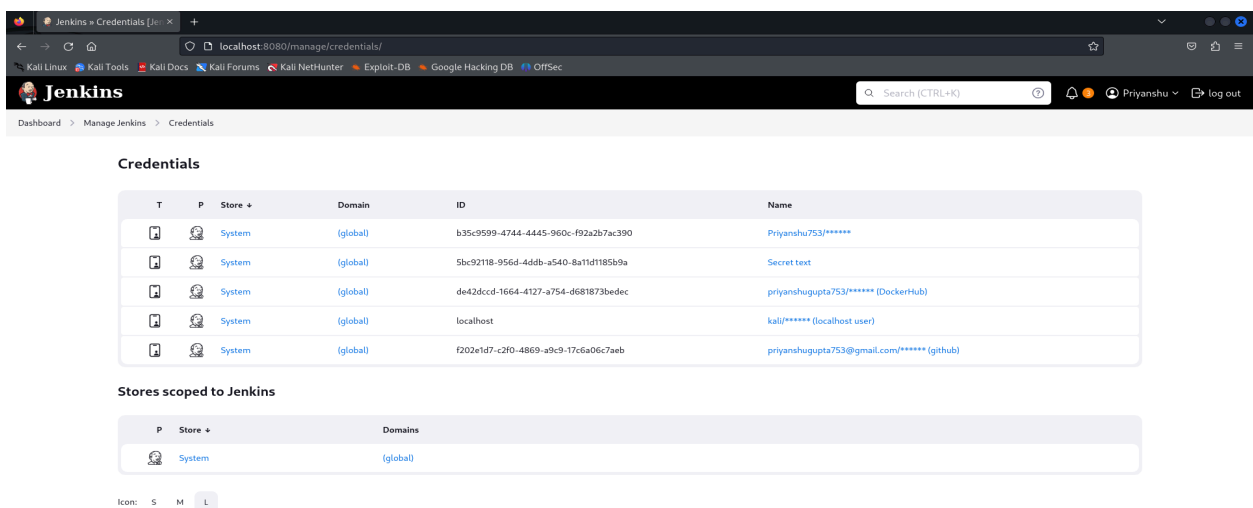 Jenkins » Credentials [Jen
localhost:8080/manage/credentials/
Kali Linux Kali Tools Kali Docs Kali Forums Kali NetHunter Exploit-DB Google Hacking DB OffSec
Jenkins Search (CTRL+K) 3 Priyanshu log out
Dashboard > Manage Jenkins > Credentials
Credentials
T P Store ↓ Domain ID Name
System (global) b35c9599-4744-4445-960c-f92a2b7ac390 Priyanshu753/******
System (global) 5bc92118-956d-4ddb-a540-8a11d1185b9a Secret text
System (global) de42dccd-1664-4127-a754-d681873bedec priyanshugupta753/****** (DockerHub)
System (global) localhost kali/****** (localhost user)
System (global) f202e1d7-c2f0-4869-a9c9-17c6a06c7aeb priyanshugupta753@gmail.com/****** (github)
Stores scoped to Jenkins
P Store ↓ Domains
System (global)
Icon: S M L